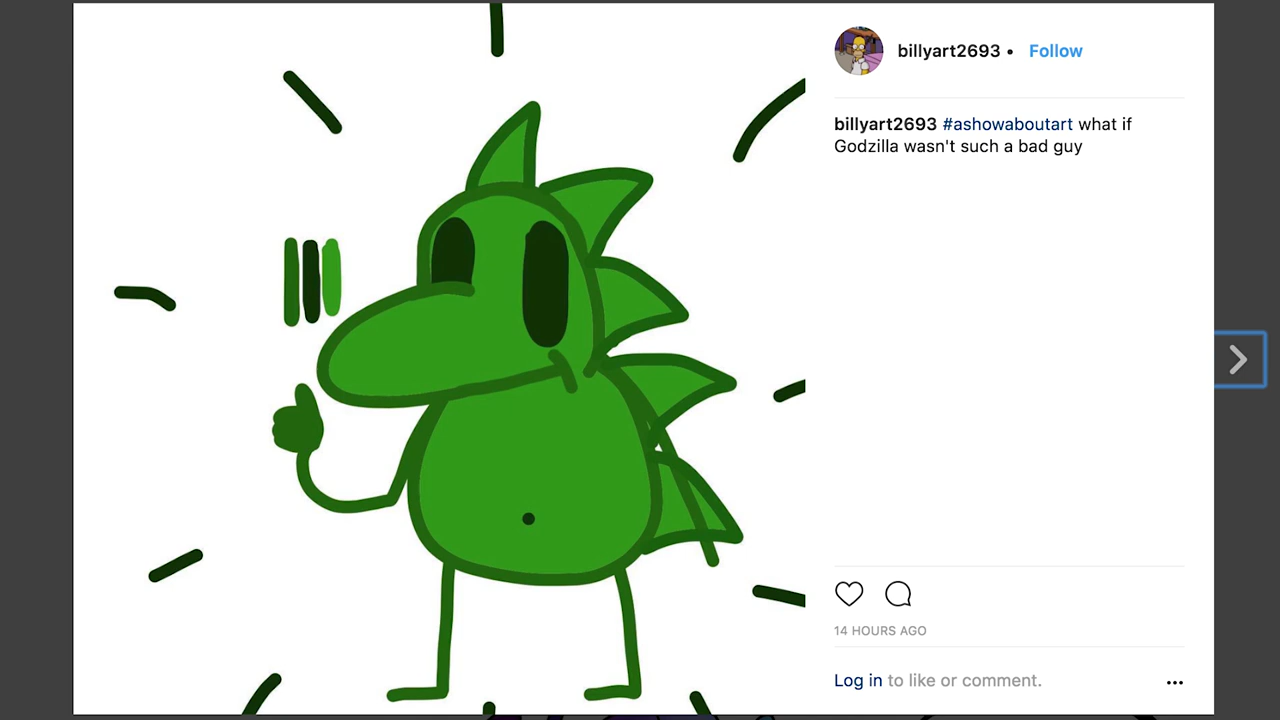 billyart2693 • Follow
billyart2693 #ashowaboutart what if
Godzilla wasn't such a bad guy
14 HOURS AGO
Log in to like or comment.